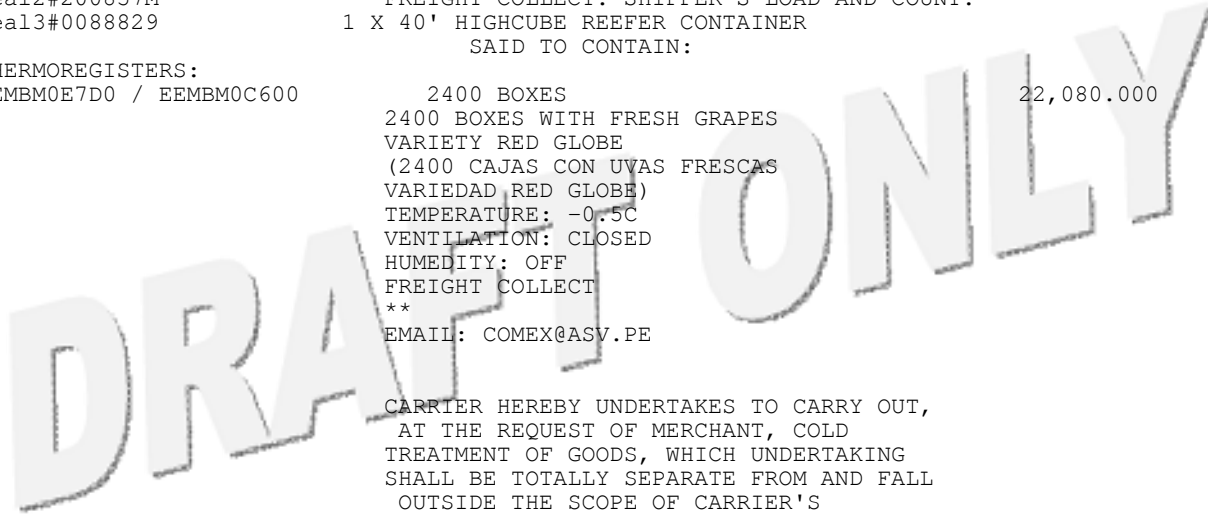 FREIGHT COLLECT. SHIPPER'S LOAD AND COUNT.
eal3#0088829 1 X 40' HIGHCUBE REEFER CONTAINER
SAID TO CONTAIN:
HERMOREGISTERS:
EMBM0E7D0 / EEMBM0C600 2400 BOXES 22,080.000
2400 BOXES WITH FRESH GRAPES
VARIETY RED GLOBE
(2400 CAJAS CON UVAS FRESCAS
VARIEDAD RED GLOBE)
TEMPERATURE: -0.5C
VENTILATION: CLOSED
HUMEDITY: OFF
FREIGHT COLLECT
**
EMAIL: COMEX@ASV.PE
CARRIER HEREBY UNDERTAKES TO CARRY OUT,
AT THE REQUEST OF MERCHANT, COLD
TREATMENT OF GOODS, WHICH UNDERTAKING
SHALL BE TOTALLY SEPARATE FROM AND FALL
OUTSIDE THE SCOPE OF CARRIER'S
DRAFT ONLY